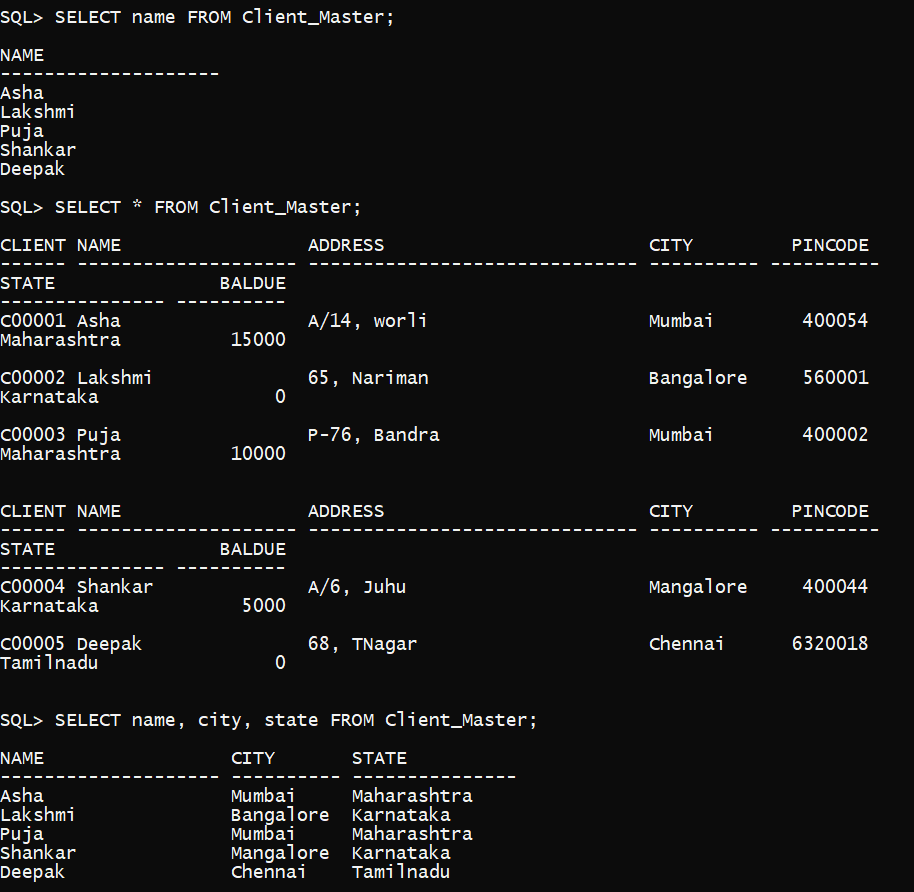 SQL> SELECT name FROM Client_Master;
NAME
--------------------
Asha
Lakshmi
Puja
Shankar
Deepak
SQL> SELECT * FROM Client_Master;
CLIENT NAME                 ADDRESS                        CITY         PINCODE
------ -------------------- ------------------------------ ---------- ----------
STATE               BALDUE
--------------- ----------
C00001 Asha                 A/14, worli                    Mumbai        400054
Maharashtra          15000
C00002 Lakshmi              65, Nariman                    Bangalore     560001
Karnataka                0
C00003 Puja                 P-76, Bandra                   Mumbai        400002
Maharashtra          10000
CLIENT NAME                 ADDRESS                        CITY         PINCODE
------ -------------------- ------------------------------ ---------- ----------
STATE               BALDUE
--------------- ----------
C00004 Shankar              A/6, Juhu                      Mangalore     400044
Karnataka             5000
C00005 Deepak               68, TNagar                     Chennai      6320018
Tamilnadu                0
SQL> SELECT name, city, state FROM Client_Master;
NAME                 CITY       STATE
-------------------- ---------- ---------------
Asha                 Mumbai     Maharashtra
Lakshmi              Bangalore  Karnataka
Puja                 Mumbai     Maharashtra
Shankar              Mangalore  Karnataka
Deepak               Chennai    Tamilnadu